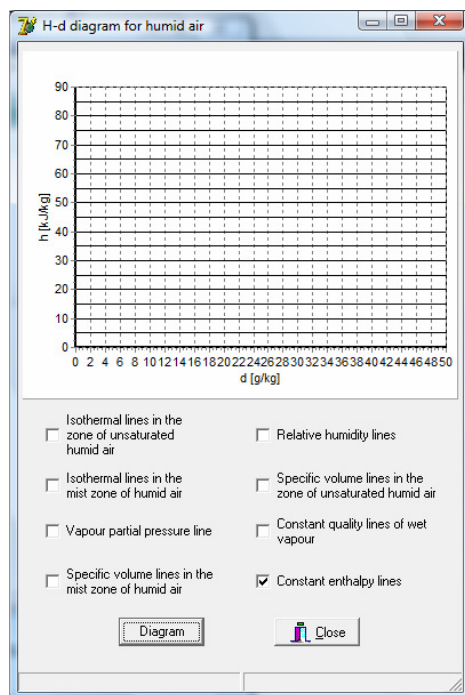 H-d diagram for humid air
90
80
70
60
50
40
30
20
10
0
h [kJ/kg]
0 2 4 6 8 10 12 14 16 18 20 22 24 26 28 30 32 34 36 38 40 42 44 46 48 50
d [g/kg]
Isothermal lines in the
zone of unsaturated
humid air
Relative humidity lines
Isothermal lines in the
mist zone of humid air
Specific volume lines in the
zone of unsaturated humid air
Vapour partial pressure line
Constant quality lines of wet
vapour
Specific volume lines in the
mist zone of humid air
Constant enthalpy lines
Diagram
Close